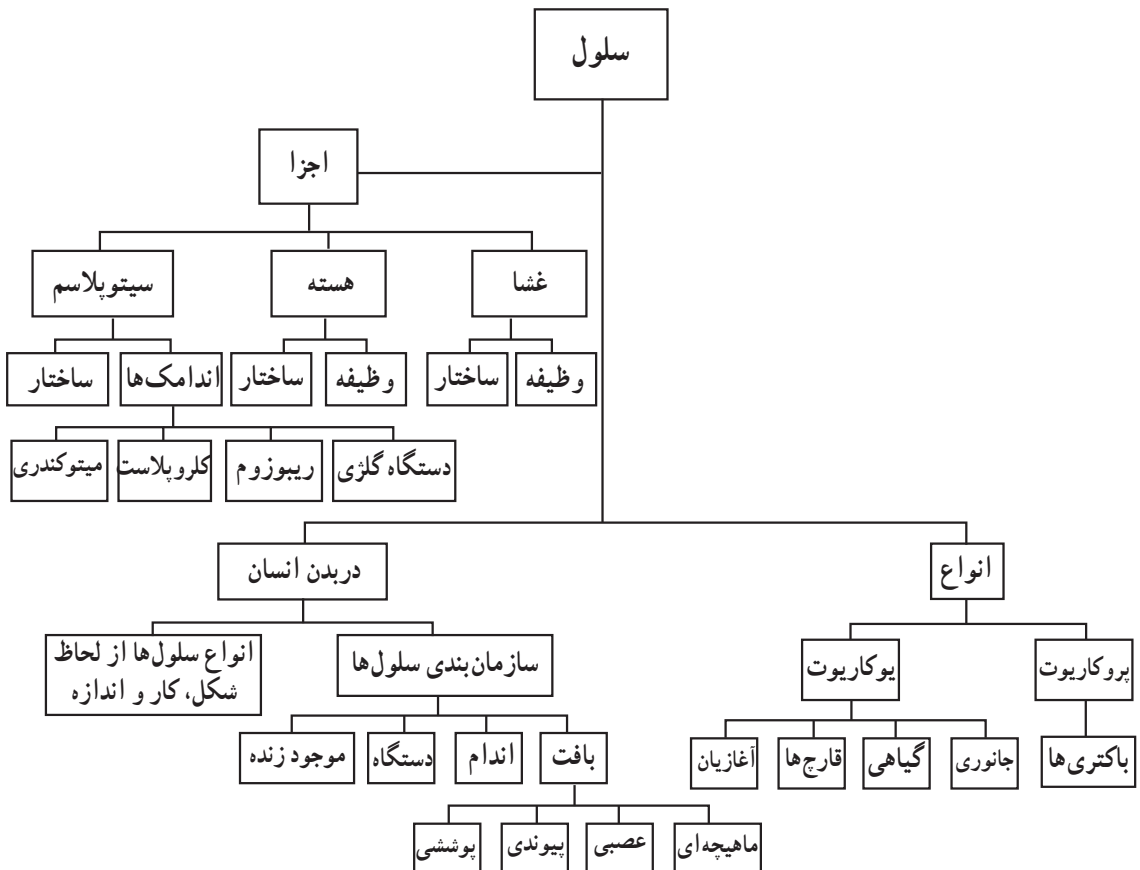 سلول
اجزا
غشا
هسته
سیتوپلاسم
وظیفه
ساختار
وظیفه
ساختار
اندامک‌ها
ساختار
دستگاه گلژی
ریبوزوم
کلروپلاست
میتوکندری
انواع
دربدن انسان
پروکاریوت
یوکاریوت
سازمان‌بندی سلول‌ها
انواع سلول‌ها از لحاظ
شکل، کار و اندازه
باکتری‌ها
جانوری
گیاهی
قارچ‌ها
آغازیان
بافت
اندام
دستگاه
موجود زنده
ماهیچه‌ای
عصبی
پیوندی
پوششی